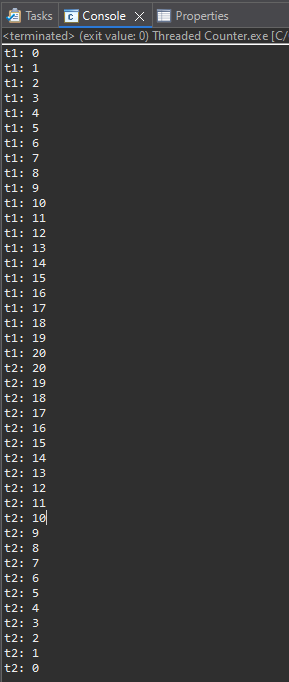 Tasks Console Properties
<terminated> (exit value: 0) Threaded Counter.exe [C/
t1: 0
t1: 1
t1: 2
t1: 3
t1: 4
t1: 5
t1: 6
t1: 7
t1: 8
t1: 9
t1: 10
t1: 11
t1: 12
t1: 13
t1: 14
t1: 15
t1: 16
t1: 17
t1: 18
t1: 19
t1: 20
t2: 20
t2: 19
t2: 18
t2: 17
t2: 16
t2: 15
t2: 14
t2: 13
t2: 12
t2: 11
t2: 10
t2: 9
t2: 8
t2: 7
t2: 6
t2: 5
t2: 4
t2: 3
t2: 2
t2: 1
t2: 0